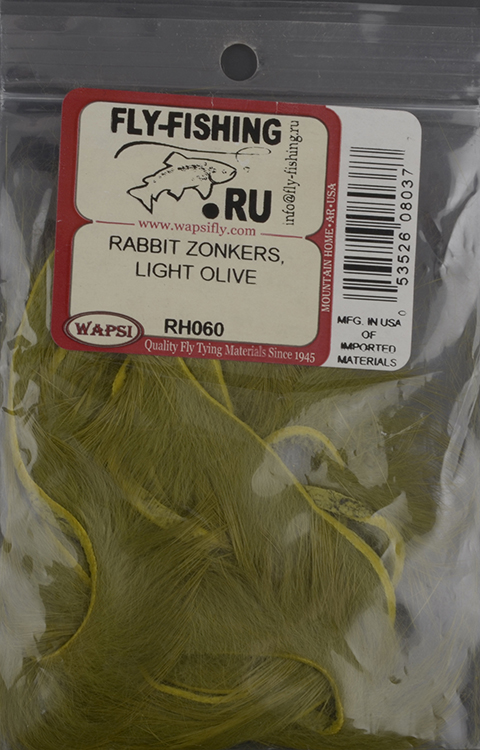 FLY-FISHING
.RU
info@fly-fishing.ru
www.wapsifly.com
RABBIT ZONKERS,
LIGHT OLIVE
WAPSI
RH060
Quality Fly Tying Materials Since 1945
MOUNTAIN HOME • AR • USA
0 53526 08037
MFG. IN USA
OF
IMPORTED
MATERIALS